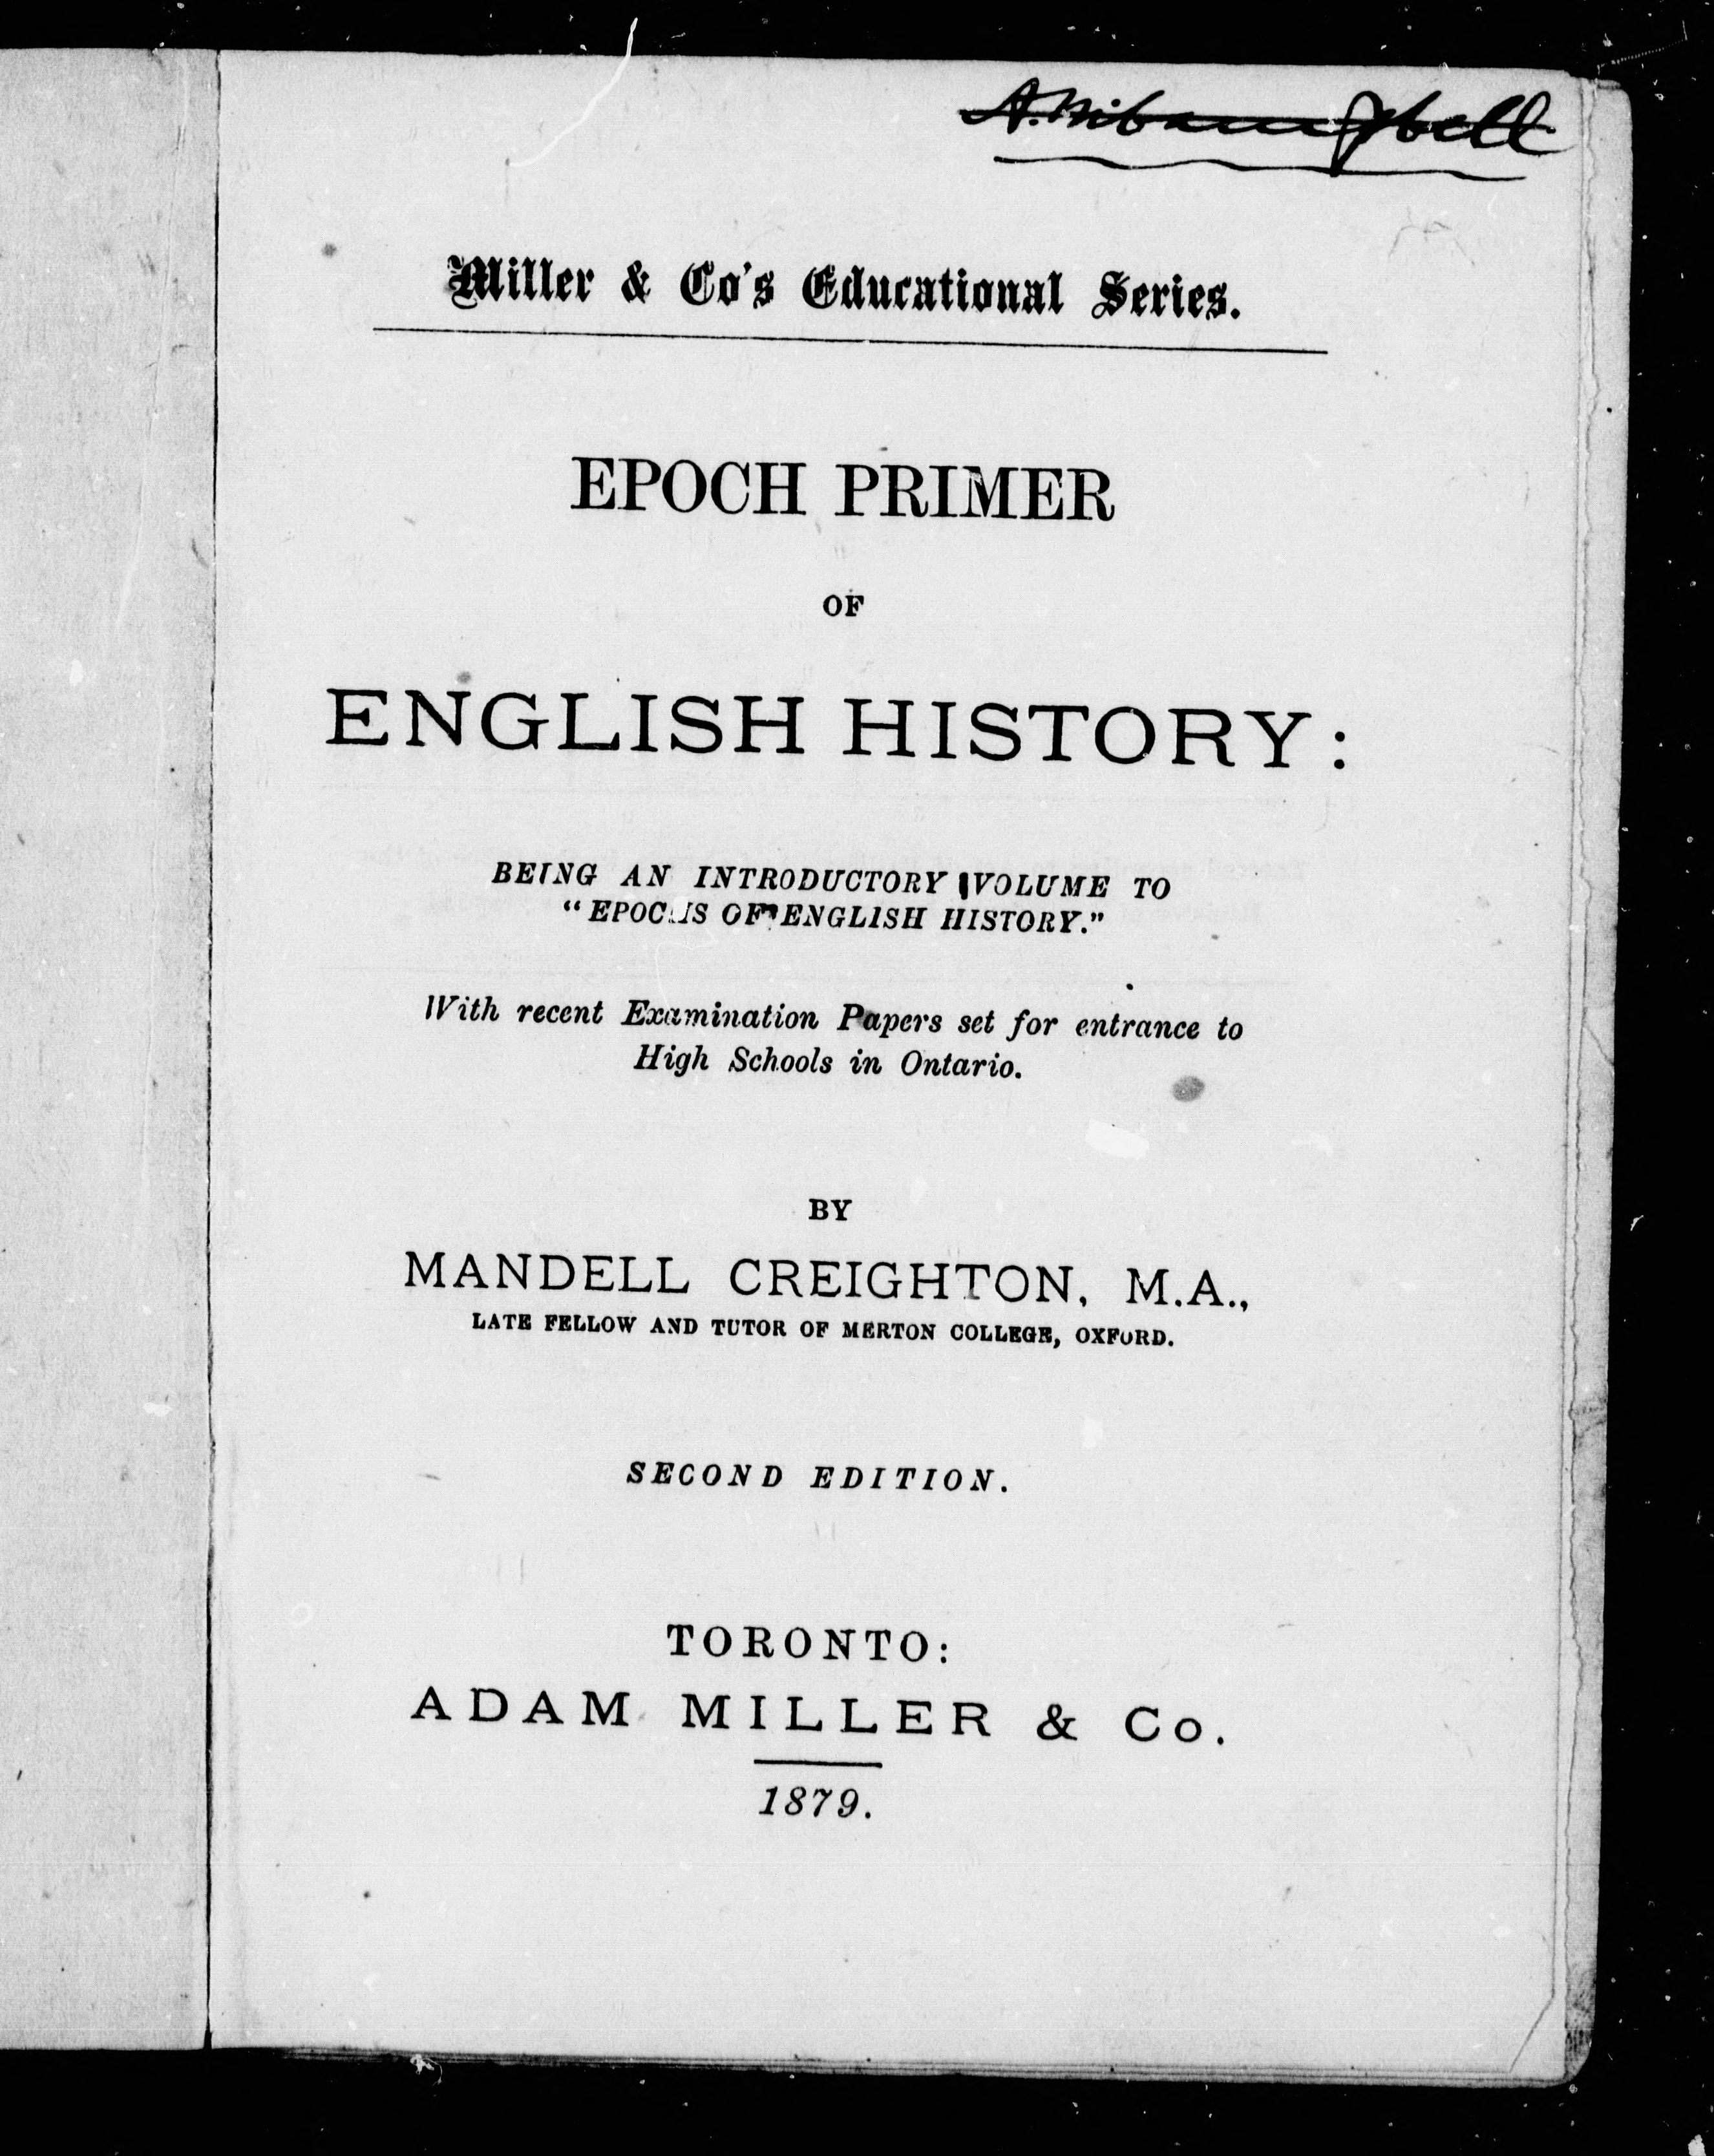 Miller & Co's Educational Series.
EPOCH PRIMER
OF
ENGLISH HISTORY:
BEING AN INTRODUCTORY VOLUME TO
"EPOCHS OF ENGLISH HISTORY."
With recent Examination Papers set for entrance to
High Schools in Ontario.
BY
MANDELL CREIGHTON, M.A.,
LATE FELLOW AND TUTOR OF MERTON COLLEGE, OXFORD.
SECOND EDITION.
TORONTO:
ADAM MILLER & Co.
1879.